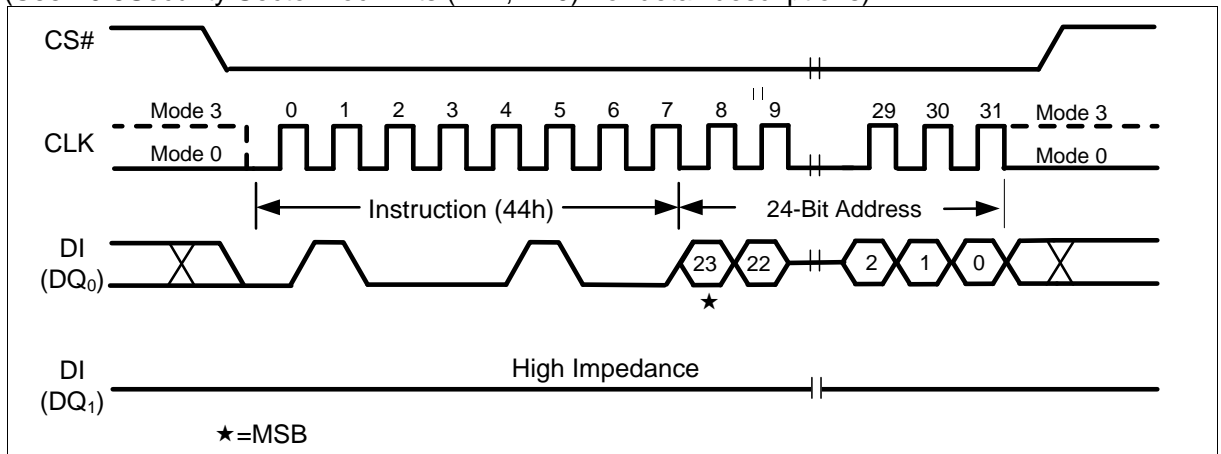 CS#
0 1 2 3 4 5 6 7 8 9 29 30 31
Mode 3 Mode 3
CLK
Mode 0 Mode 0
Instruction (44h) 24-Bit Address
DI
(DQ0)
23 22 2 1 0
★
High Impedance
DI
(DQ1)
★=MSB